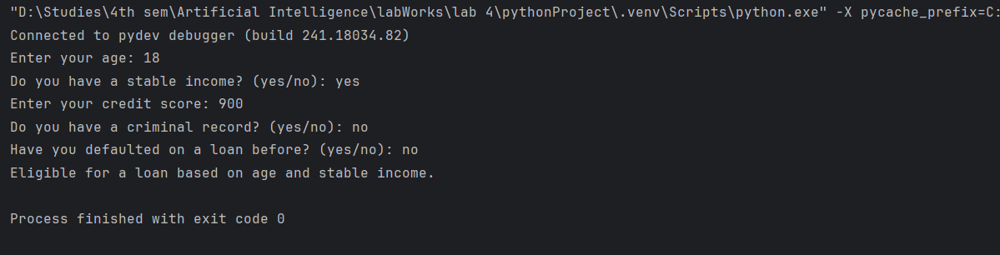 "D:\Studies\4th sem\Artificial Intelligence\labWorks\lab 4\pythonProject\.venv\Scripts\python.exe" -X pycache_prefix=C:
Connected to pydev debugger (build 241.18034.82)
Enter your age: 18
Do you have a stable income? (yes/no): yes
Enter your credit score: 900
Do you have a criminal record? (yes/no): no
Have you defaulted on a loan before? (yes/no): no
Eligible for a loan based on age and stable income.
Process finished with exit code 0